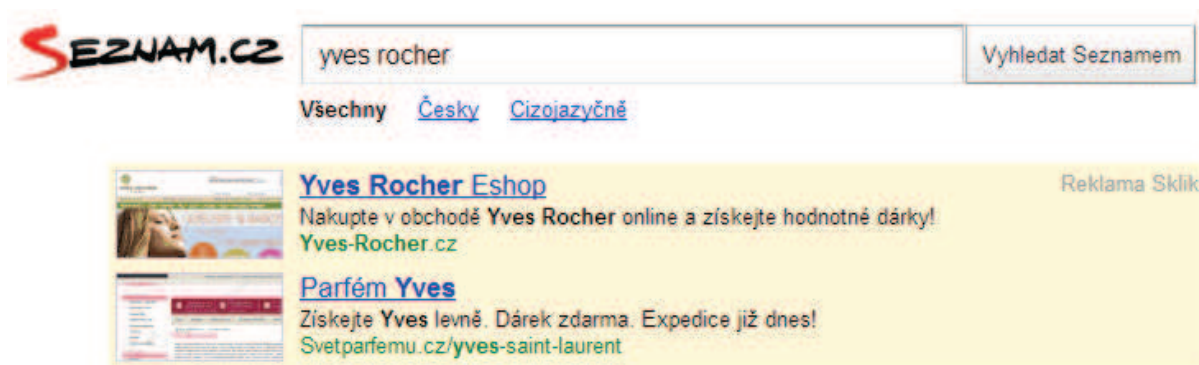 SEZNAM.CZ
yves rocher
Vyhledat Seznamem
Všechny Česky Cizojazyčně
Yves Rocher Eshop
Reklama Sklik
Nakupte v obchodě Yves Rocher online a získejte hodnotné dárky!
Yves-Rocher.cz
Parfém Yves
Získejte Yves levně. Dárek zdarma. Expedice již dnes!
Svetparfemu.cz/yves-saint-laurent